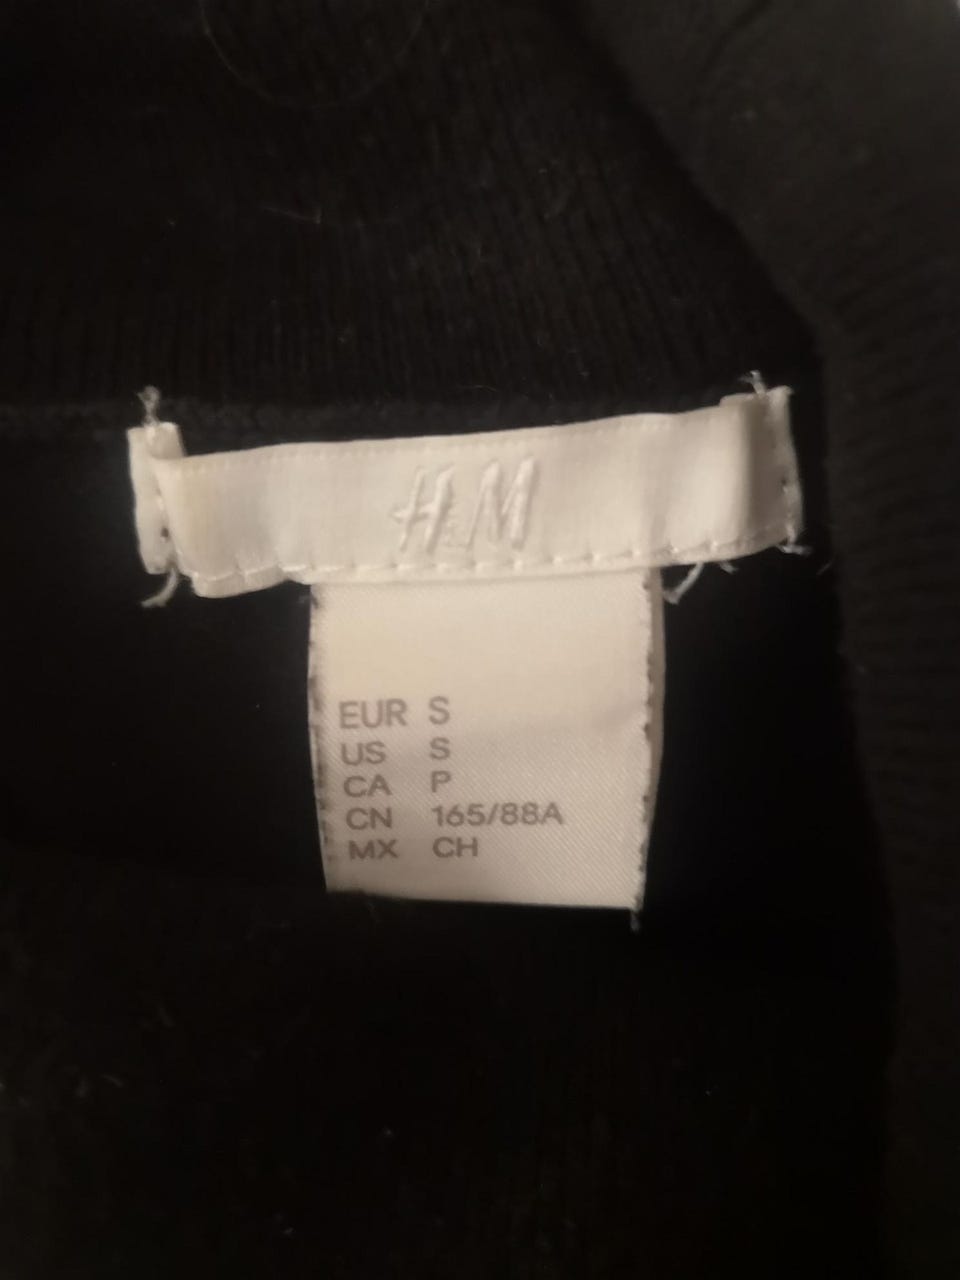 H&M
EUR S
US S
CA P
CN 165/88A
MX CH